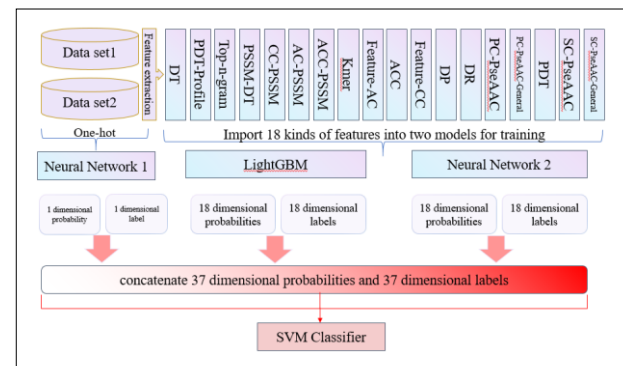 Data set1
Data set2
Feature extraction
DT
PDT-Profile
Top-n-gram
PSSM-DT
CC-PSSM
AC-PSSM
ACC-PSSM
Kmer
Feature-AC
ACC
Feature-CC
DP
DR
PC-PseAAC
PC-PseAAC-General
PDT
SC-PseAAC
SC-PseAAC-General
One-hot
Import 18 kinds of features into two models for training
Neural Network 1
LightGBM
Neural Network 2
1 dimensional
probability
1 dimensional
label
18 dimensional
probabilities
18 dimensional
labels
18 dimensional
probabilities
18 dimensional
labels
concatenate 37 dimensional probabilities and 37 dimensional labels
SVM Classifier